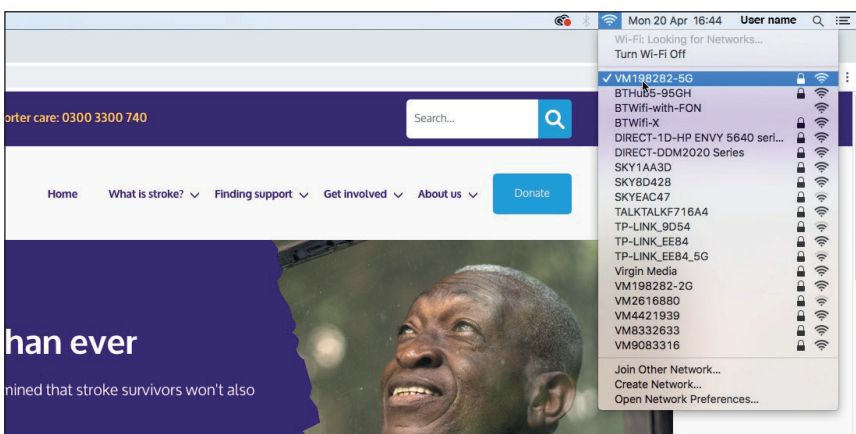 Mon 20 Apr 16:44 User name
Wi-Fi: Looking for Networks...
Turn Wi-Fi Off
VM198282-5G
BTHub5-95GH
BTWifi-with-FON
BTWifi-X
DIRECT-1D-HP ENVY 5640 seri...
DIRECT-DDM2020 Series
SKY1AA3D
SKY8D428
SKYEAC47
TALKTALKF716A4
TP-LINK_9D54
TP-LINK_EE84
TP-LINK_EE84_5G
Virgin Media
VM198282-2G
VM2616880
VM4421939
VM8332633
VM9083316
Join Other Network...
Create Network...
Open Network Preferences...
orter care: 0300 3300 740
Search...
Home What is stroke? Finding support Get involved About us Donate
han ever
mined that stroke survivors won't also